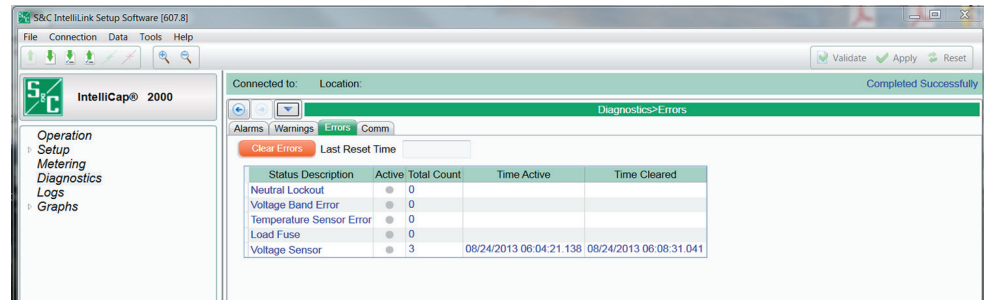 S&C IntelliLink Setup Software [607.8]
File Connection Data Tools Help
Validate Apply Reset
S&C IntelliCap® 2000
Connected to: Location: Completed Successfully
Diagnostics>Errors
Alarms Warnings Errors Comm
Clear Errors Last Reset Time
Operation
Setup
Metering
Diagnostics
Logs
Graphs
Status Description Active Total Count Time Active Time Cleared
Neutral Lockout 0
Voltage Band Error 0
Temperature Sensor Error 0
Load Fuse 0
Voltage Sensor 3 08/24/2013 06:04:21.138 08/24/2013 06:08:31.041